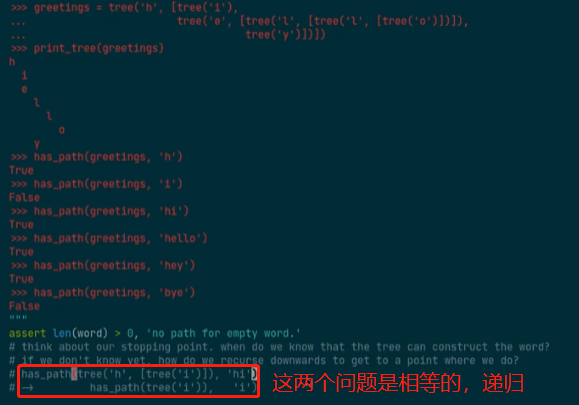 >>> greetings = tree('h', [tree('i'),
...                        tree('e', [tree('l', [tree('l', [tree('o')])]),
...                                   tree('y')])])
>>> print_tree(greetings)
h
  i
  e
    l
      l
        o
    y
>>> has_path(greetings, 'h')
True
>>> has_path(greetings, 'i')
False
>>> has_path(greetings, 'hi')
True
>>> has_path(greetings, 'hello')
True
>>> has_path(greetings, 'hey')
True
>>> has_path(greetings, 'bye')
False
"""
assert len(word) > 0, 'no path for empty word.'
# think about our stopping point. when do we know that the tree can construct the word?
# if we don't know yet, how do we recurse downwards to get to a point where we do?
# has_path(tree('h', [tree('i')]), 'hi')
# -> has_path(tree('i')), 'i')
这两个问题是相等的，递归